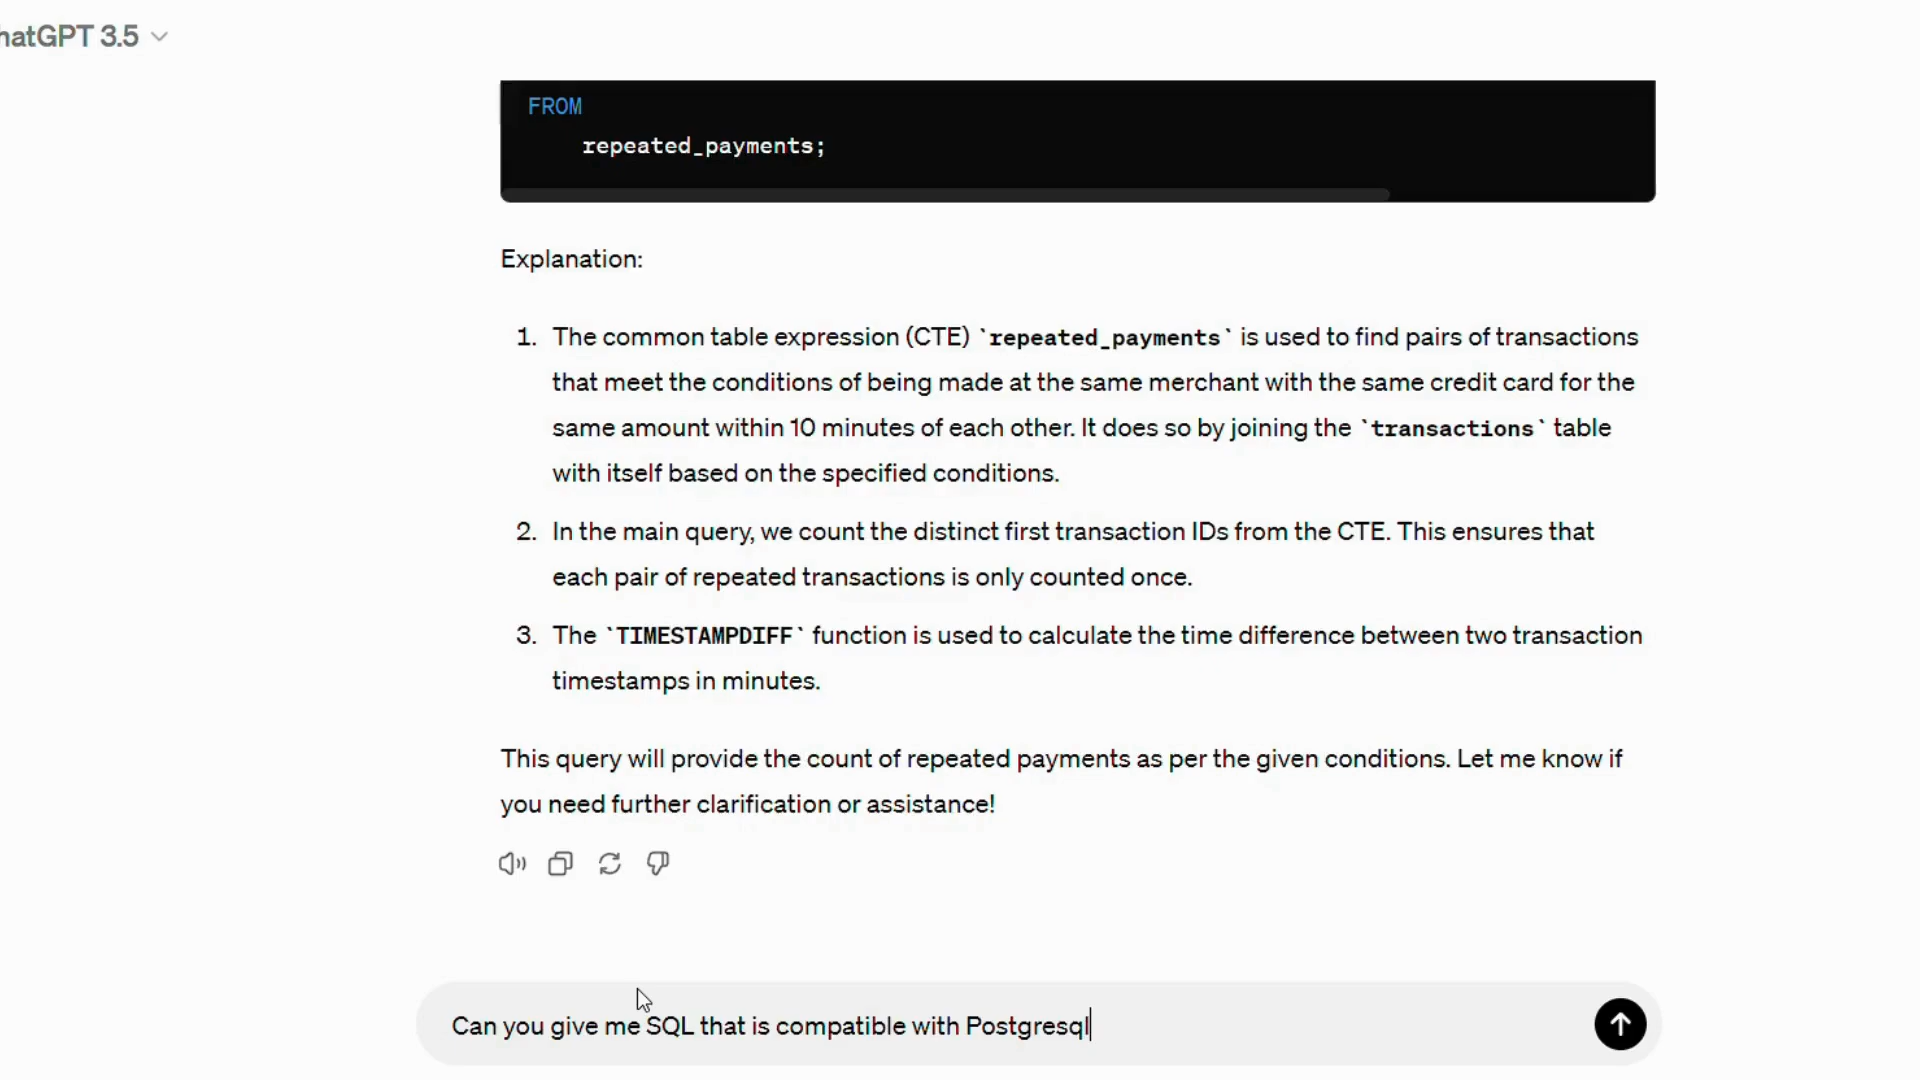 hatGPT 3.5
FROM
repeated_payments;
Explanation:
1. The common table expression (CTE) `repeated_payments` is used to find pairs of transactions
that meet the conditions of being made at the same merchant with the same credit card for the
same amount within 10 minutes of each other. It does so by joining the `transactions` table
with itself based on the specified conditions.
2. In the main query, we count the distinct first transaction IDs from the CTE. This ensures that
each pair of repeated transactions is only counted once.
3. The `TIMESTAMPDIFF` function is used to calculate the time difference between two transaction
timestamps in minutes.
This query will provide the count of repeated payments as per the given conditions. Let me know if
you need further clarification or assistance!
Can you give me SQL that is compatible with Postgresql